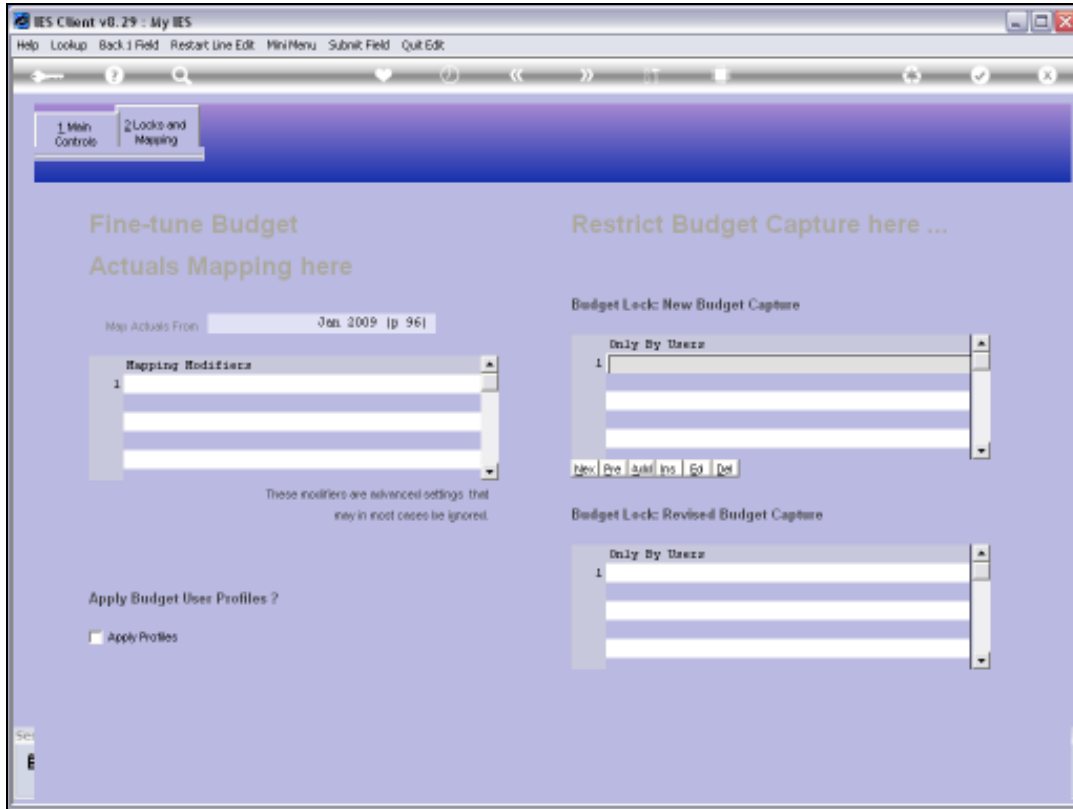 IES Client v8.29 : My IES
Help Lookup Back 1 Field Restart Line Edit MiniMenu Submit Field Quit Edit
1 Main Controls
2 Locks and Mapping
Fine-tune Budget
Actuals Mapping here
Map Actuals From
Jan 2009 (p 96)
Mapping Modifiers
1
These modifiers are advanced settings that
may in most cases be ignored.
Apply Budget User Profiles ?
Apply Profiles
Restrict Budget Capture here ...
Budget Lock: New Budget Capture
Only By Users
1
Nex Pre Add Ins Ed Del
Budget Lock: Revised Budget Capture
Only By Users
1